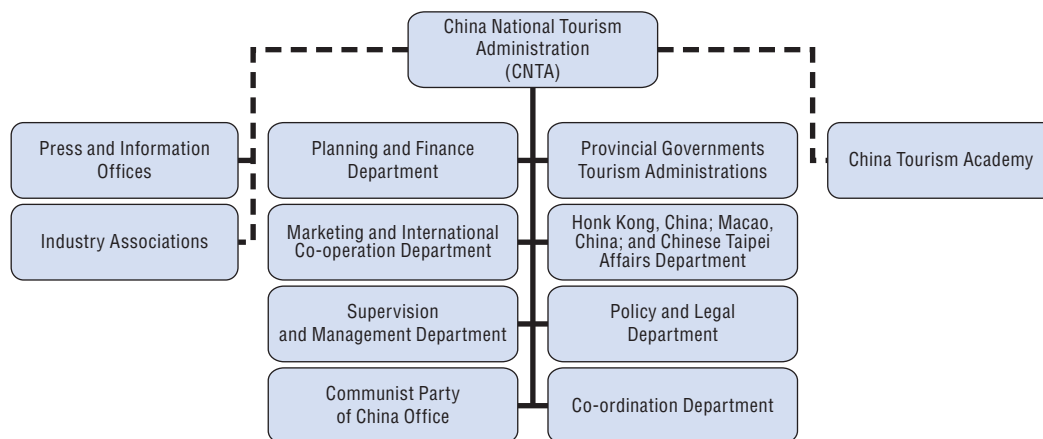 China National Tourism
Administration
(CNTA)
Press and Information
Offices
Planning and Finance
Department
Provincial Governments
Tourism Administrations
China Tourism Academy
Industry Associations
Marketing and International
Co-operation Department
Honk Kong, China; Macao,
China; and Chinese Taipei
Affairs Department
Supervision
and Management Department
Policy and Legal
Department
Communist Party
of China Office
Co-ordination Department